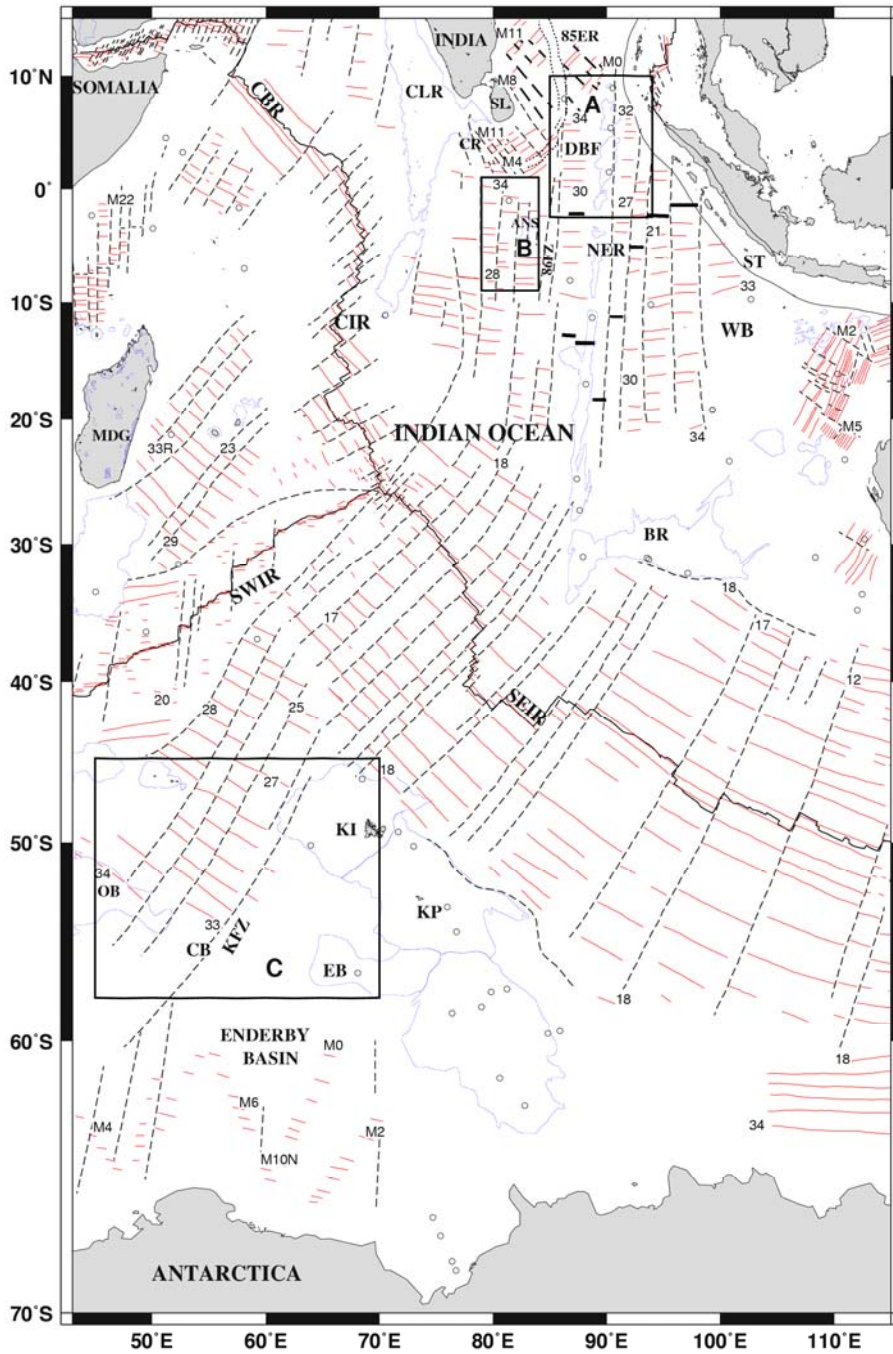 INDIA
M11
85ER
10°N
SOMALIA
CBR
CLR
M8
SL
M0
A
32
34
DBF
CR
M11
M4
0°
M22
34
30
27
ANS
B
86FZ
21
NER
ST
28
33
10°S
CIR
WB
M2
MDG
30
20°S
INDIAN OCEAN
34
M5
33R
23
18
29
BR
30°S
SWIR
18
17
17
12
40°S
20
28
25
SEIR
27
18
KI
50°S
34
OB
KP
33
CB
KFZ
C
EB
18
60°S
ENDERBY
BASIN
M0
18
M6
M4
M2
34
M10N
ANTARCTICA
70°S
50°E
60°E
70°E
80°E
90°E
100°E
110°E